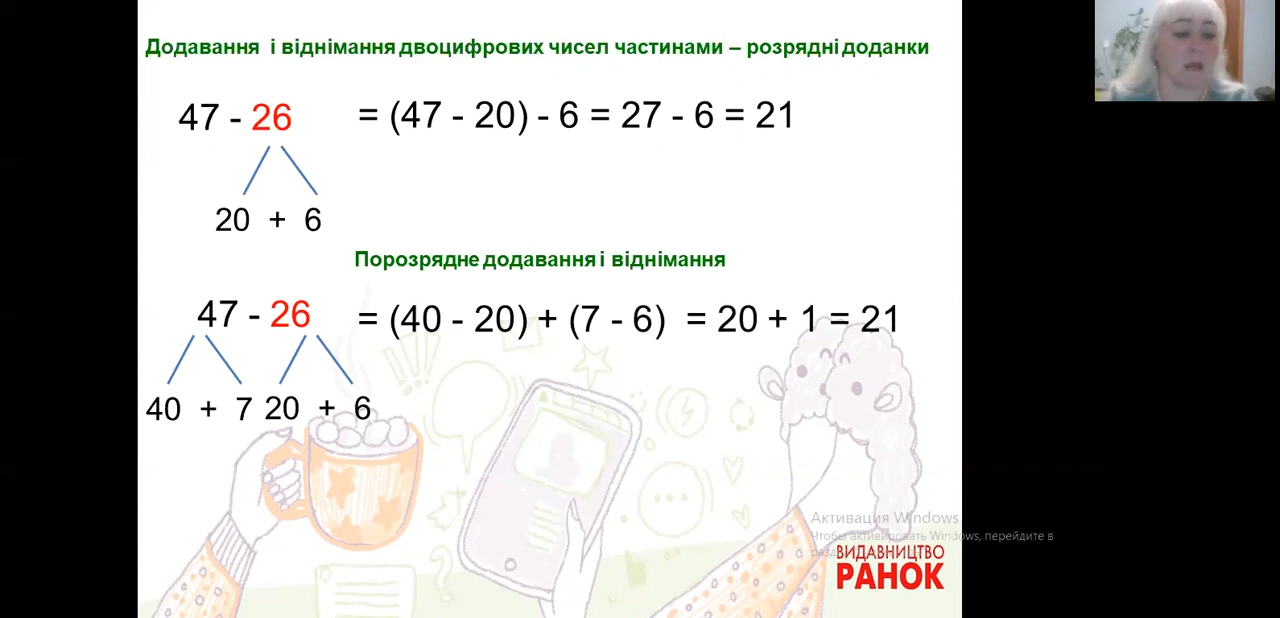 Додавання і віднімання двоцифрових чисел частинами – розрядні доданки
47 - 26 = (47 - 20) - 6 = 27 - 6 = 21
20 + 6
Порозрядне додавання і віднімання
47 - 26 = (40 - 20) + (7 - 6) = 20 + 1 = 21
40 + 7 20 + 6
Активация Windows
Чтобы активировать Windows, перейдите в
ВИДАВНИЦТВО
РАНОК